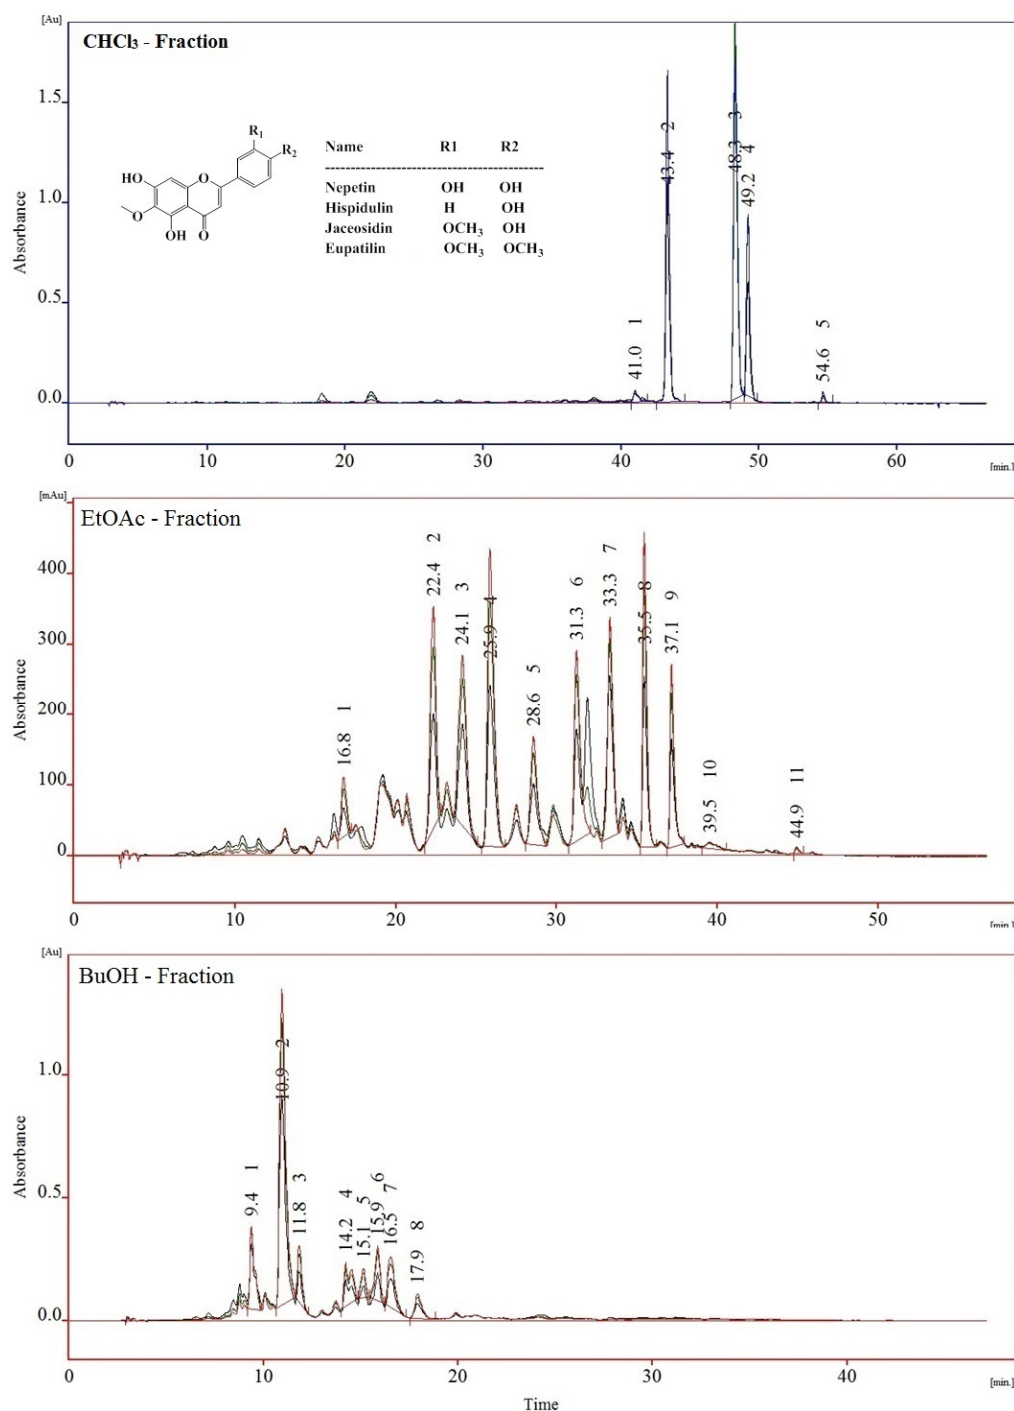 [Au]
CHCl₃ - Fraction
1.5
1.0
0.5
0.0
Absorbance
R₁
R₂
HO
O
O
OH
O
Name R1 R2
--------------------------------------------
Nepetin OH OH
Hispidulin H OH
Jaceosidin OCH₃ OH
Eupatilin OCH₃ OCH₃
41.0 1
43.4 2
48.3 3
49.2 4
54.6 5
0 10 20 30 40 50 60
[min.]
[mAu]
EtOAc - Fraction
400
300
200
100
0
Absorbance
16.8 1
22.4 2
24.1 3
25.9 4
28.6 5
31.3 6
33.3 7
35.5 8
37.1 9
39.5 10
44.9 11
0 10 20 30 40 50
[min.]
[Au]
BuOH - Fraction
1.0
0.5
0.0
Absorbance
9.4 1
10.9 2
11.8 3
14.2 4
15.1 5
15.9 6
16.5 7
17.9 8
0 10 20 30 40
[min.]
Time